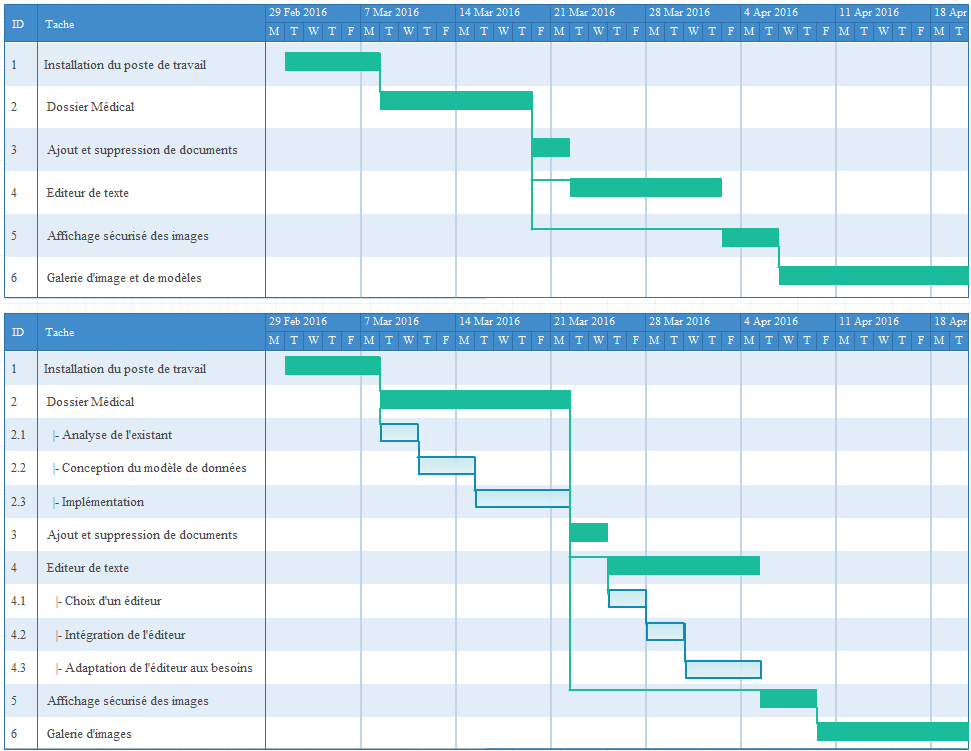 ID Tache 29 Feb 2016 7 Mar 2016 14 Mar 2016 21 Mar 2016 28 Mar 2016 4 Apr 2016 11 Apr 2016 18 Apr
M T W T F M T W T F M T W T F M T W T F M T W T F M T W T F M T W T F M T
1 Installation du poste de travail
2 Dossier Médical
3 Ajout et suppression de documents
4 Editeur de texte
5 Affichage sécurisé des images
6 Galerie d'image et de modèles
ID Tache 29 Feb 2016 7 Mar 2016 14 Mar 2016 21 Mar 2016 28 Mar 2016 4 Apr 2016 11 Apr 2016 18 Apr
M T W T F M T W T F M T W T F M T W T F M T W T F M T W T F M T W T F M T
1 Installation du poste de travail
2 Dossier Médical
2.1 |- Analyse de l'existant
2.2 |- Conception du modèle de données
2.3 |- Implémentation
3 Ajout et suppression de documents
4 Editeur de texte
4.1 |- Choix d'un éditeur
4.2 |- Intégration de l'éditeur
4.3 |- Adaptation de l'éditeur aux besoins
5 Affichage sécurisé des images
6 Galerie d'images